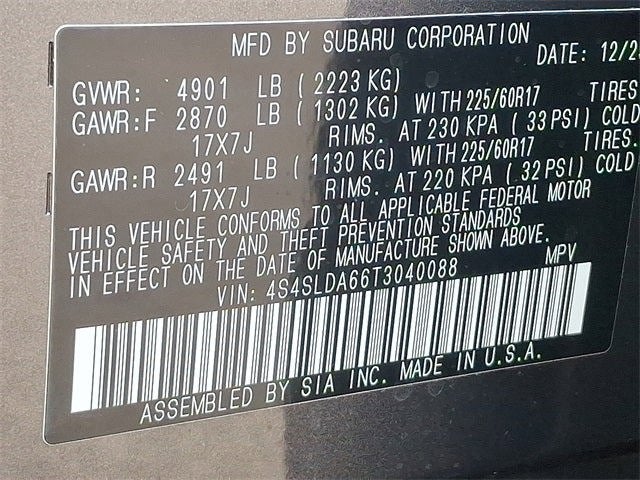 MFD BY SUBARU CORPORATION DATE: 12/2
GVWR: 4901 LB (2223 KG)
GAWR:F 2870 LB (1302 KG) WITH 225/60R17 TIRES
17X7J RIMS. AT 230 KPA (33 PSI) COLD
GAWR:R 2491 LB (1130 KG) WITH 225/60R17 TIRES.
17X7J RIMS. AT 220 KPA (32 PSI) COLD
THIS VEHICLE CONFORMS TO ALL APPLICABLE FEDERAL MOTOR
VEHICLE SAFETY AND THEFT PREVENTION STANDARDS
IN EFFECT ON THE DATE OF MANUFACTURE SHOWN ABOVE.
VIN: 4S4SLDA66T3040088 MPV
ASSEMBLED BY SIA INC. MADE IN U.S.A.